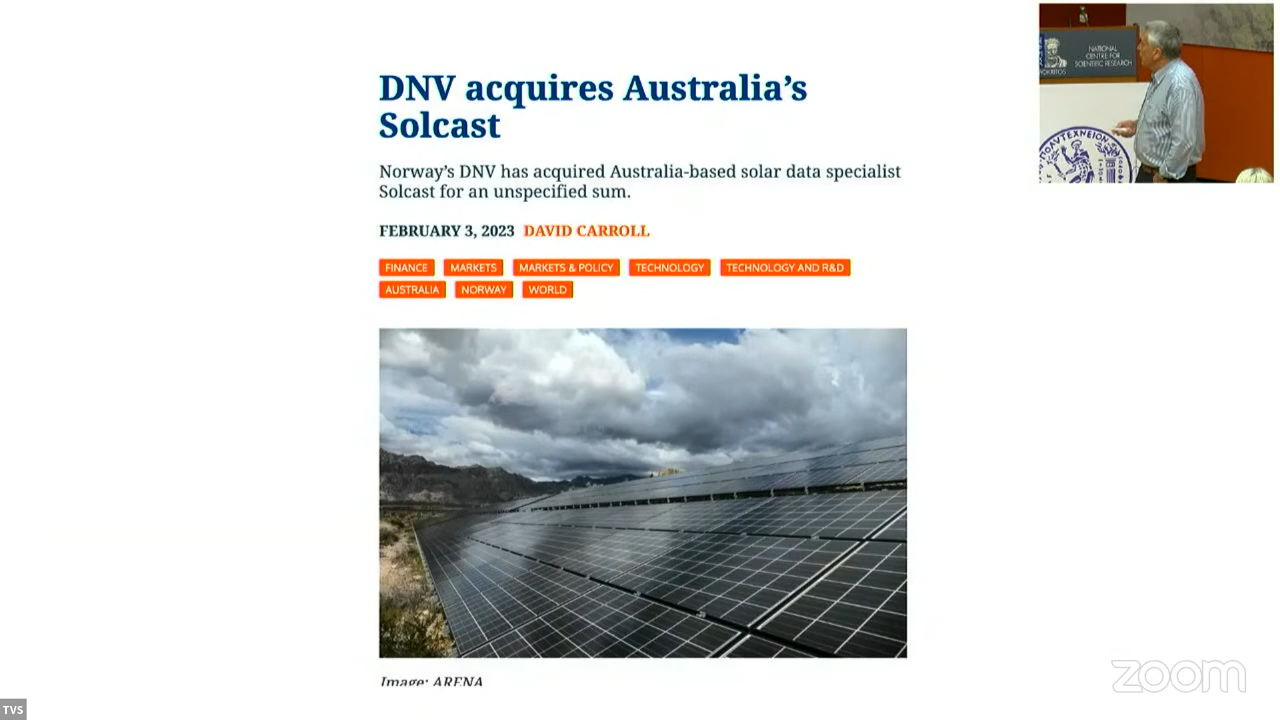 DNV acquires Australia’s
Solcast
Norway’s DNV has acquired Australia-based solar data specialist
Solcast for an unspecified sum.
FEBRUARY 3, 2023 DAVID CARROLL
FINANCE MARKETS MARKETS & POLICY TECHNOLOGY TECHNOLOGY AND R&D
AUSTRALIA NORWAY WORLD
Image: ARENA
NATIONAL
CENTRE FOR
SCIENTIFIC RESEARCH
zoom
TVS